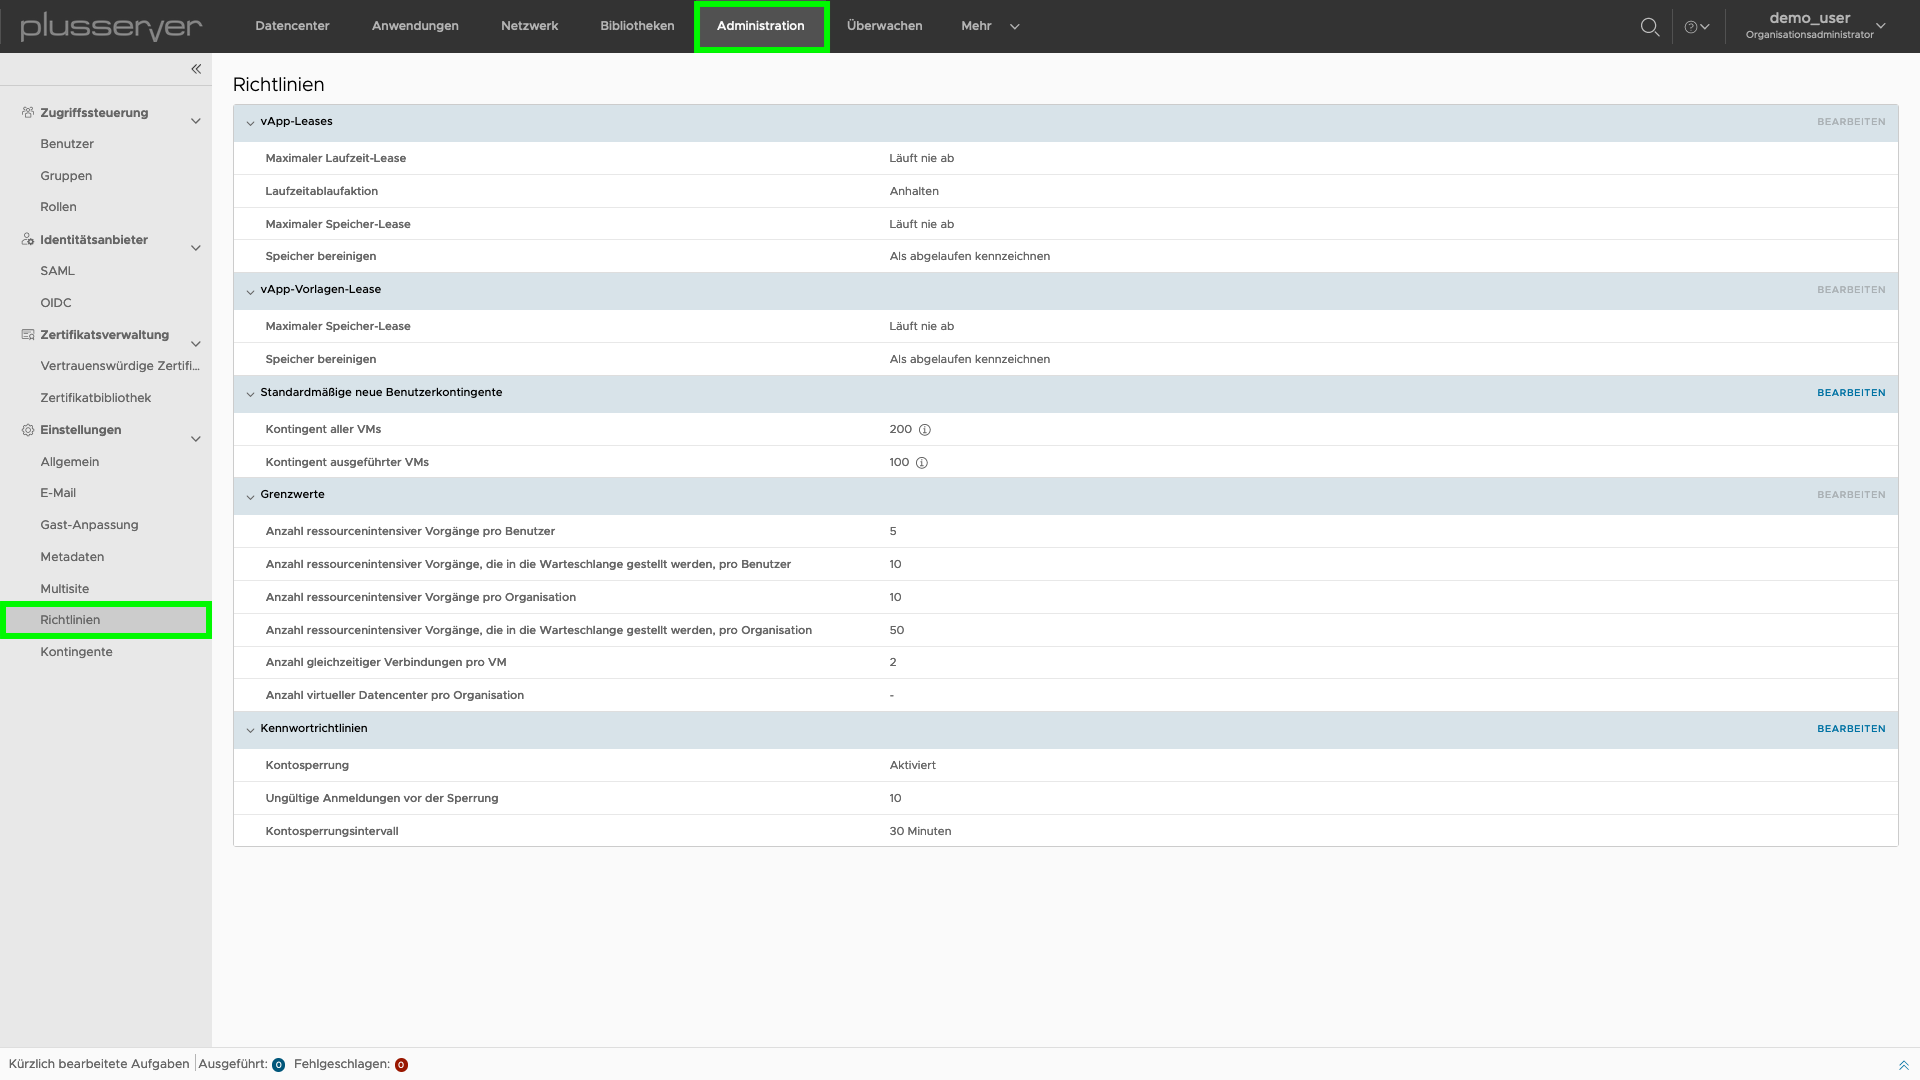 plusserver Datencenter Anwendungen Netzwerk Bibliotheken Administration Überwachen Mehr demo_user
Organisationsadministrator
Zugriffssteuerung
Benutzer
Gruppen
Rollen
Identitätsanbieter
SAML
OIDC
Zertifikatsverwaltung
Vertrauenswürdige Zertifi...
Zertifikatbibliothek
Einstellungen
Allgemein
E-Mail
Gast-Anpassung
Metadaten
Multisite
Richtlinien
Kontingente
Richtlinien
vApp-Leases BEARBEITEN
Maximaler Laufzeit-Lease Läuft nie ab
Laufzeitablaufaktion Anhalten
Maximaler Speicher-Lease Läuft nie ab
Speicher bereinigen Als abgelaufen kennzeichnen
vApp-Vorlagen-Lease BEARBEITEN
Maximaler Speicher-Lease Läuft nie ab
Speicher bereinigen Als abgelaufen kennzeichnen
Standardmäßige neue Benutzerkontingente BEARBEITEN
Kontingent aller VMs 200
Kontingent ausgeführter VMs 100
Grenzwerte BEARBEITEN
Anzahl ressourcenintensiver Vorgänge pro Benutzer 5
Anzahl ressourcenintensiver Vorgänge, die in die Warteschlange gestellt werden, pro Benutzer 10
Anzahl ressourcenintensiver Vorgänge pro Organisation 10
Anzahl ressourcenintensiver Vorgänge, die in die Warteschlange gestellt werden, pro Organisation 50
Anzahl gleichzeitiger Verbindungen pro VM 2
Anzahl virtueller Datencenter pro Organisation -
Kennwortrichtlinien BEARBEITEN
Kontosperrung Aktiviert
Ungültige Anmeldungen vor der Sperrung 10
Kontosperrungsintervall 30 Minuten
Kürzlich bearbeitete Aufgaben Ausgeführt: 0 Fehlgeschlagen: 0